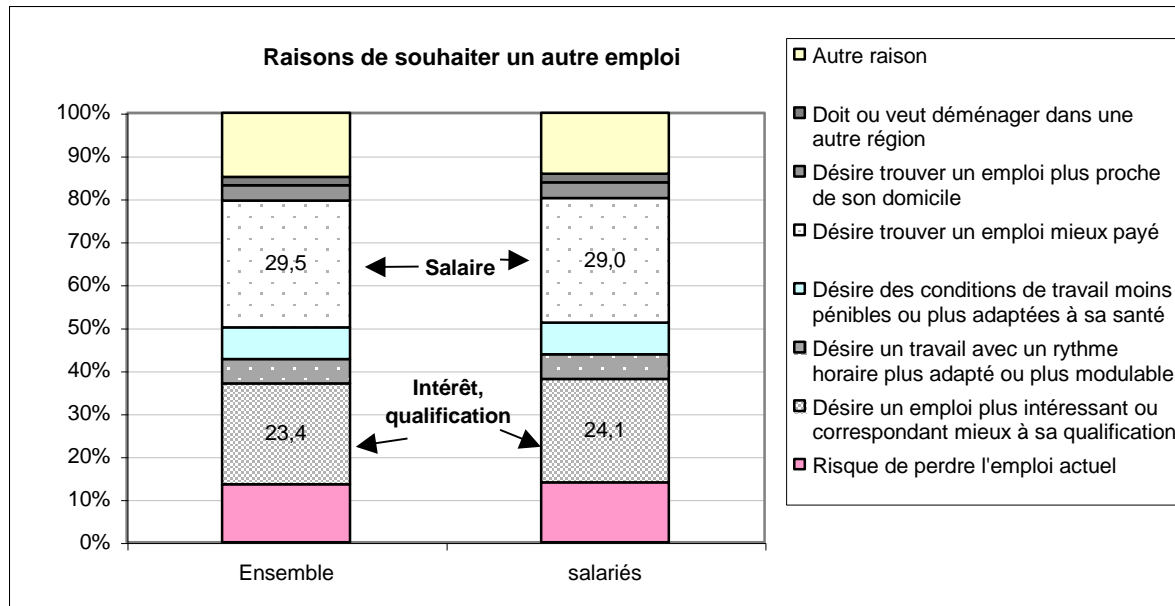 Raisons de souhaiter un autre emploi
100%
90%
80%
70%
60%
50%
40%
30%
20%
10%
0%
29,5
Salaire
29,0
Intérêt,
qualification
23,4
24,1
Ensemble
salariés
Autre raison
Doit ou veut déménager dans une
autre région
Désire trouver un emploi plus proche
de son domicile
Désire trouver un emploi mieux payé
Désire des conditions de travail moins
pénibles ou plus adaptées à sa santé
Désire un travail avec un rythme
horaire plus adapté ou plus modulable
Désire un emploi plus intéressant ou
correspondant mieux à sa qualification
Risque de perdre l'emploi actuel